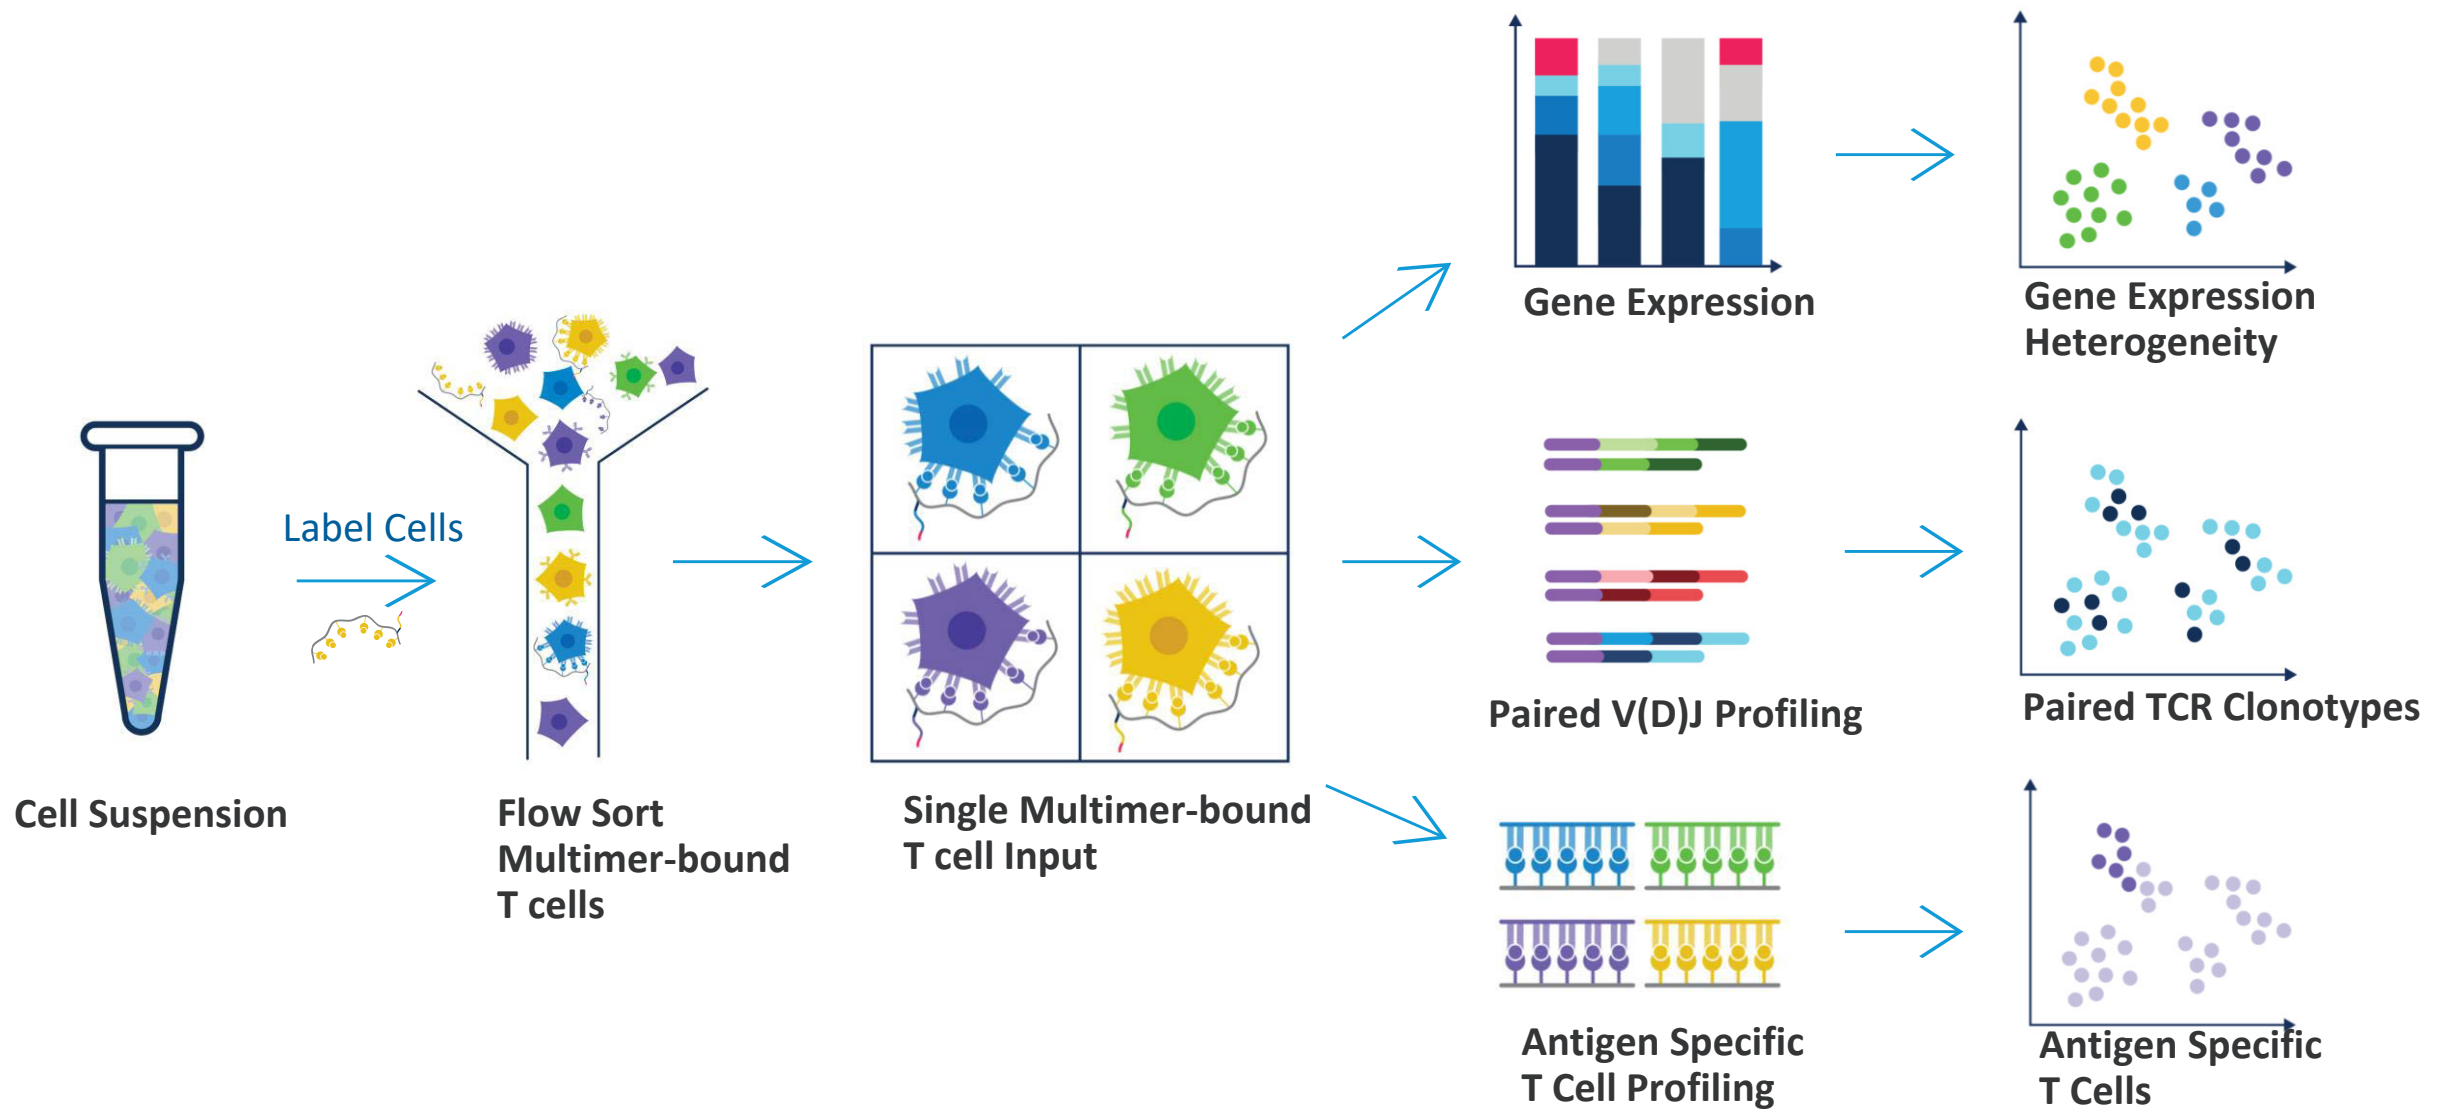 Label Cells
Cell Suspension
Flow Sort
Multimer-bound
T cells
Single Multimer-bound
T cell Input
Gene Expression
Gene Expression
Heterogeneity
Paired V(D)J Profiling
Paired TCR Clonotypes
Antigen Specific
T Cell Profiling
Antigen Specific
T Cells